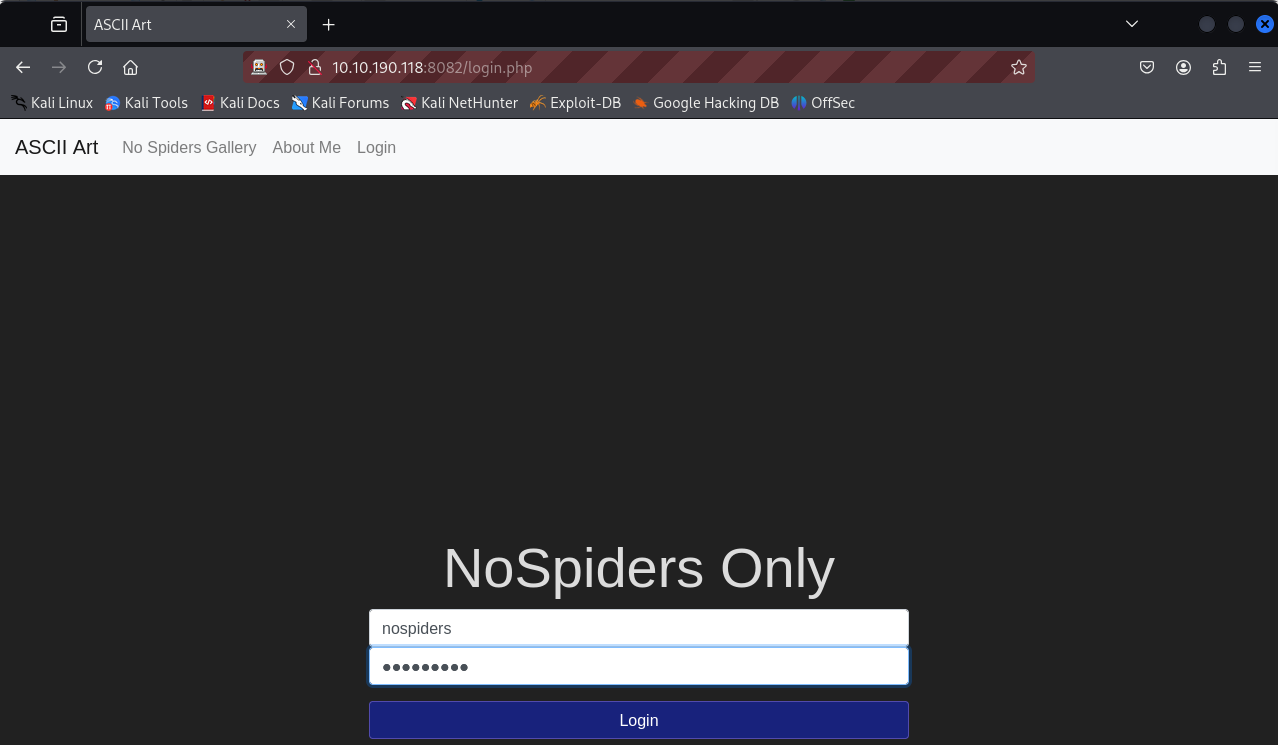 ASCII Art
10.10.190.118:8082/login.php
Kali Linux Kali Tools Kali Docs Kali Forums Kali NetHunter Exploit-DB Google Hacking DB OffSec
ASCII Art No Spiders Gallery About Me Login
NoSpiders Only
nospiders
●●●●●●●●●
Login